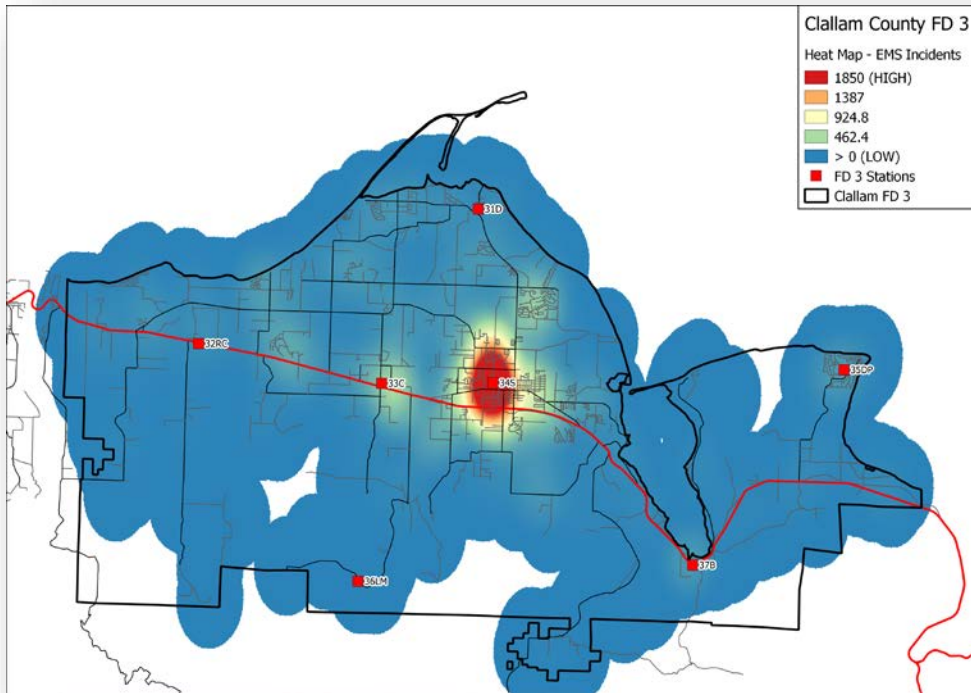 Clallam County FD 3
Heat Map - EMS Incidents
1850 (HIGH)
1387
924.8
462.4
> 0 (LOW)
FD 3 Stations
Clallam FD 3
31D
32RC
33C
34S
35DP
36LM
37B